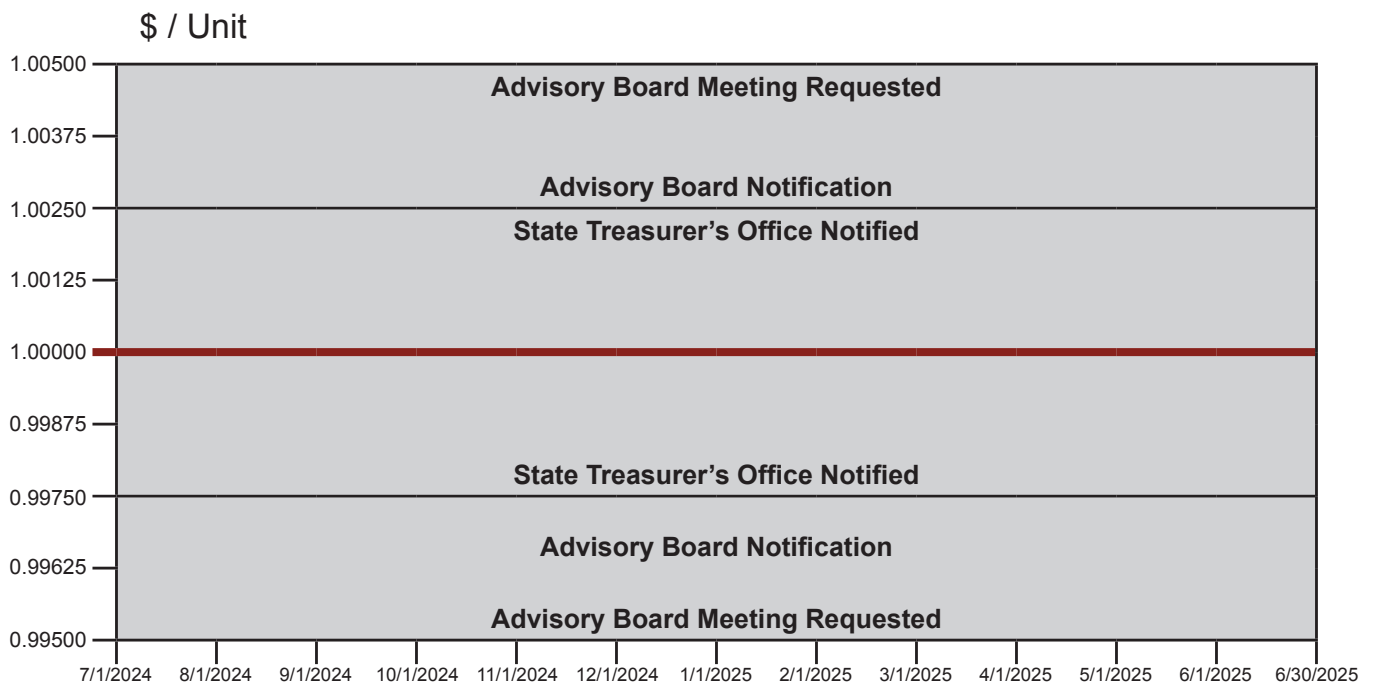 $ / Unit
1.00500
Advisory Board Meeting Requested
1.00375
Advisory Board Notification
1.00250
State Treasurer’s Office Notified
1.00125
1.00000
0.99875
State Treasurer’s Office Notified
0.99750
Advisory Board Notification
0.99625
Advisory Board Meeting Requested
0.99500
7/1/2024 8/1/2024 9/1/2024 10/1/2024 11/1/2024 12/1/2024 1/1/2025 2/1/2025 3/1/2025 4/1/2025 5/1/2025 6/1/2025 6/30/2025